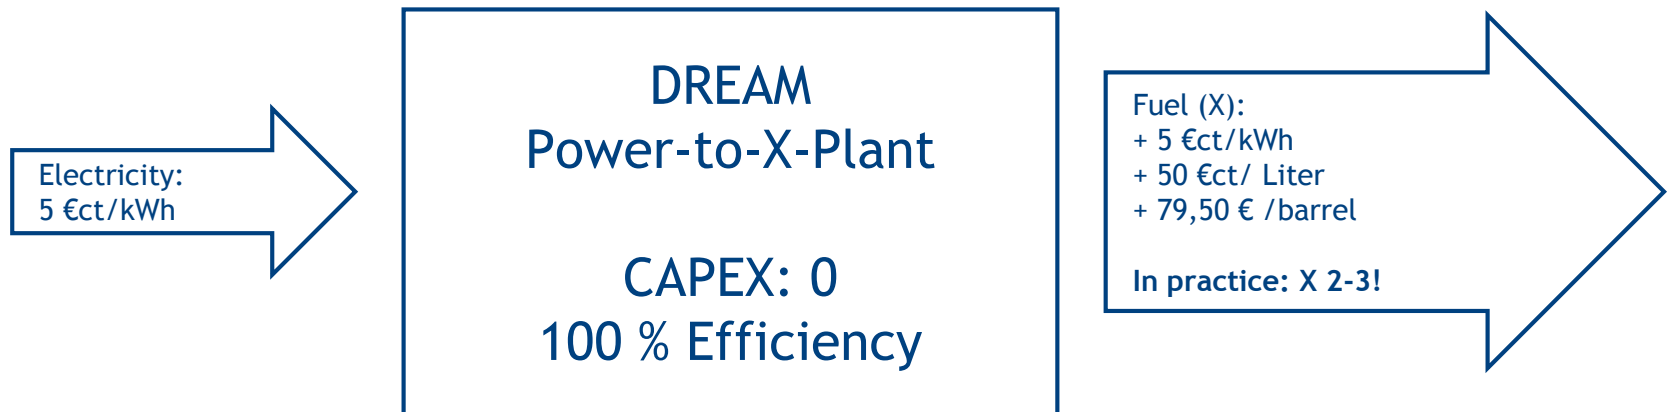 Electricity:
5 €ct/kWh
DREAM
Power-to-X-Plant
CAPEX: 0
100 % Efficiency
Fuel (X):
+ 5 €ct/kWh
+ 50 €ct/ Liter
+ 79,50 € /barrel
In practice: X 2-3!